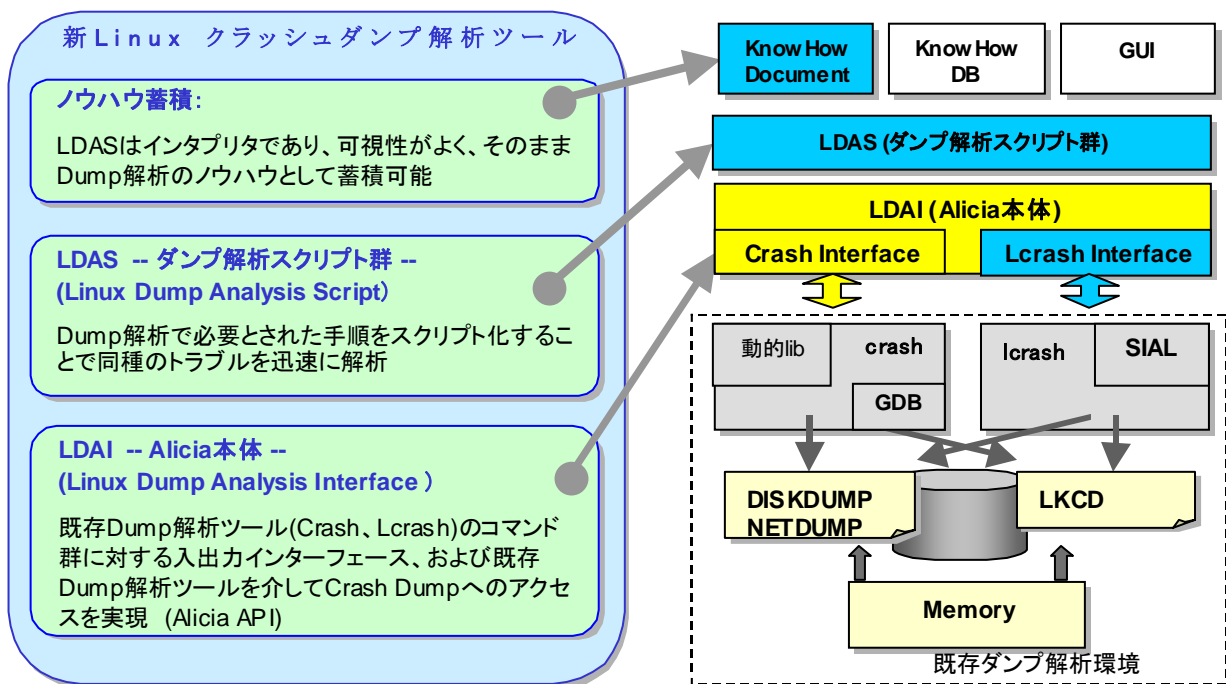 新Linux クラッシュダンプ解析ツール
ノウハウ蓄積:
LDASはインタプリタであり、可視性がよく、そのまま
Dump解析のノウハウとして蓄積可能
LDAS -- ダンプ解析スクリプト群 --
(Linux Dump Analysis Script)
Dump解析で必要とされた手順をスクリプト化するこ
とで同種のトラブルを迅速に解析
LDAI -- Alicia本体 --
(Linux Dump Analysis Interface )
既存Dump解析ツール(Crash、Lcrash)のコマンド
群に対する入出力インターフェース、および既存
Dump解析ツールを介してCrash Dumpへのアクセ
スを実現 (Alicia API)
Know How
Document
Know How
DB
GUI
LDAS (ダンプ解析スクリプト群)
LDAI (Alicia本体)
Crash Interface
Lcrash Interface
動的lib
crash
GDB
lcrash
SIAL
DISKDUMP
NETDUMP
LKCD
Memory
既存ダンプ解析環境